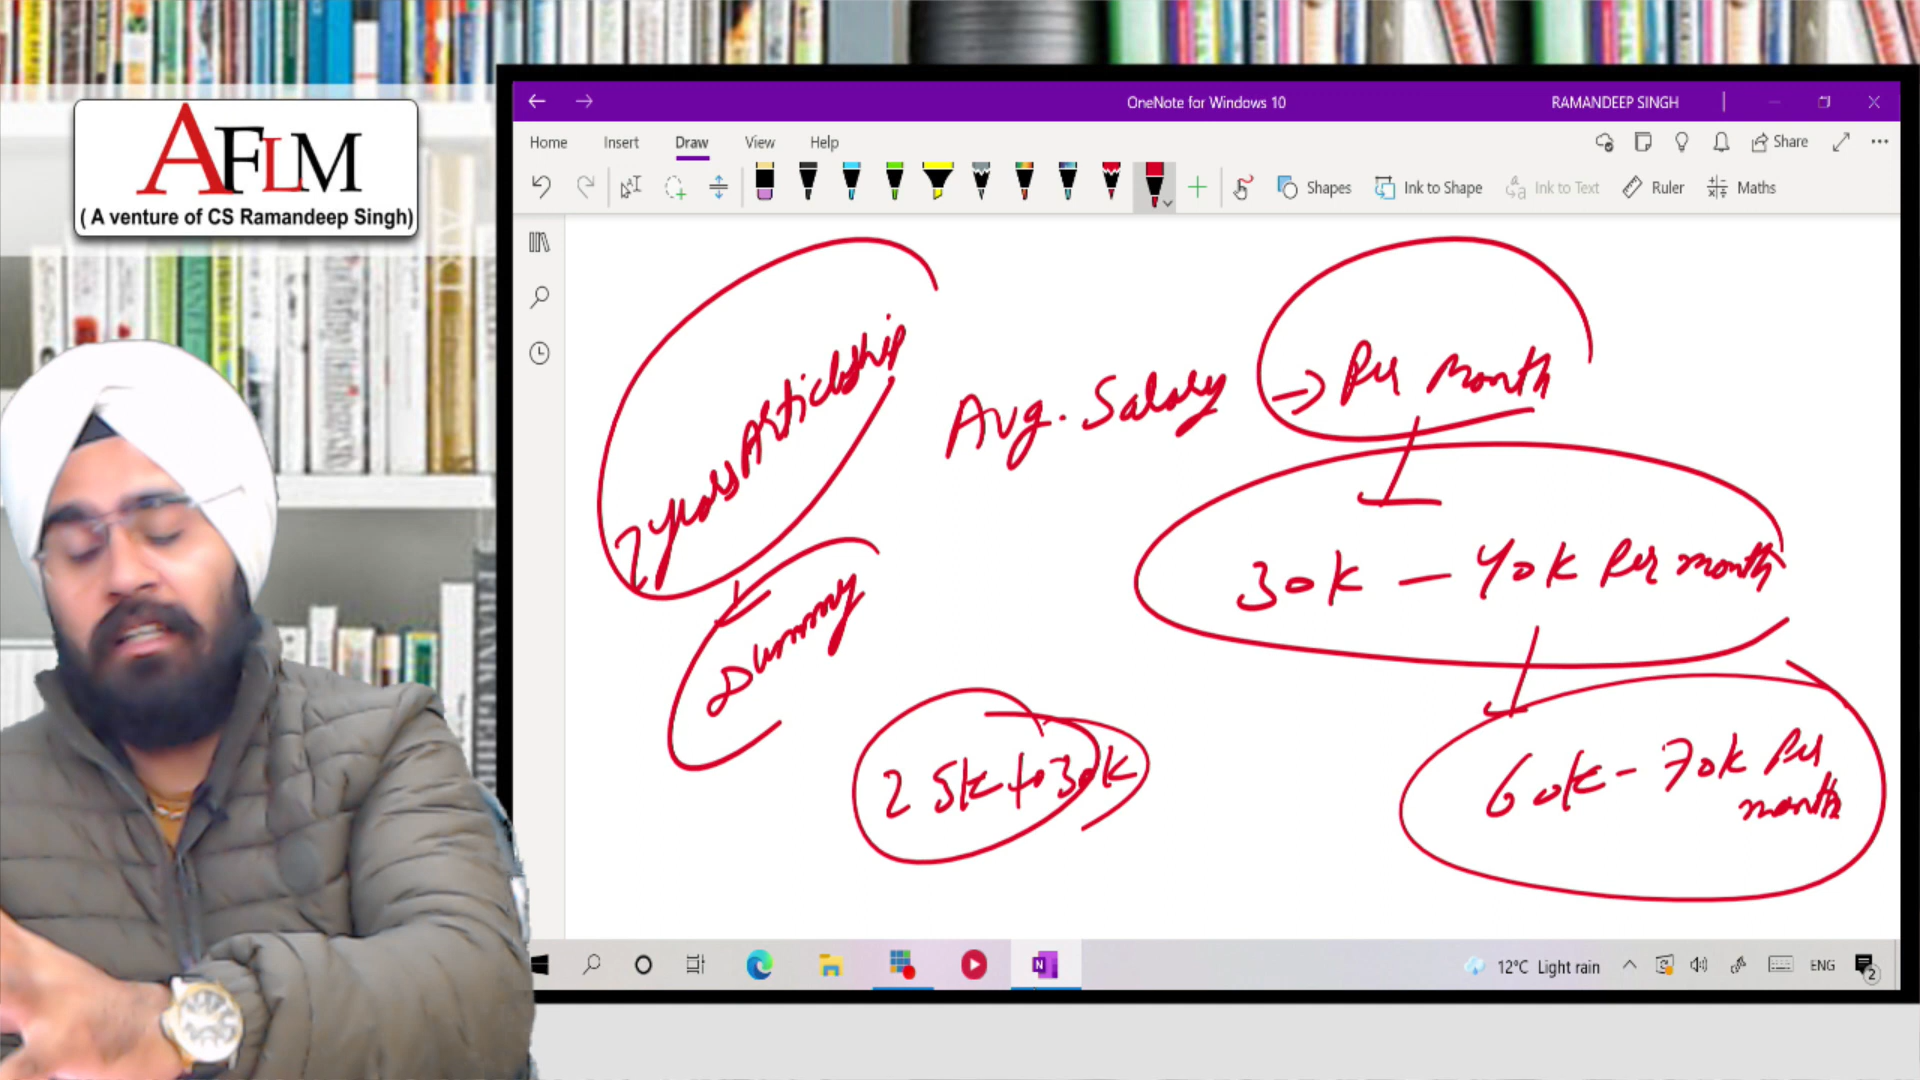 AFLM
( A venture of CS Ramandeep Singh)
OneNote for Windows 10
RAMANDEEP SINGH
Home Insert Draw View Help
Share
Shapes Ink to Shape Ink to Text Ruler Maths
2 years Articleship
Avg. Salary → Per month
30k — 40k Per month
Dummy
25k to 30k
60k - 70k Per
month
12°C Light rain
ENG
2